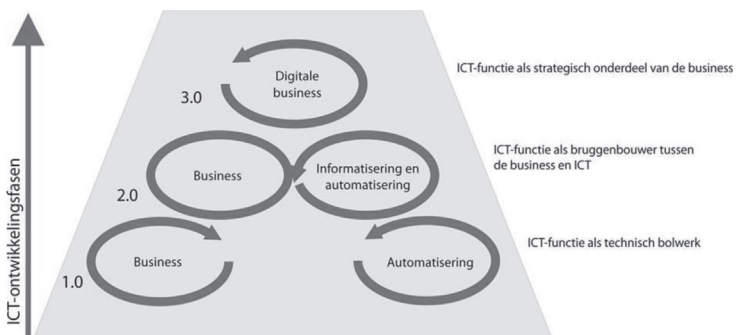 ICT-ontwikkelingsfasen
3.0
Digitale
business
ICT-functie als strategisch onderdeel van de business
2.0
Business
Informatisering en
automatisering
ICT-functie als bruggenbouwer tussen
de business en ICT
1.0
Business
Automatisering
ICT-functie als technisch bolwerk